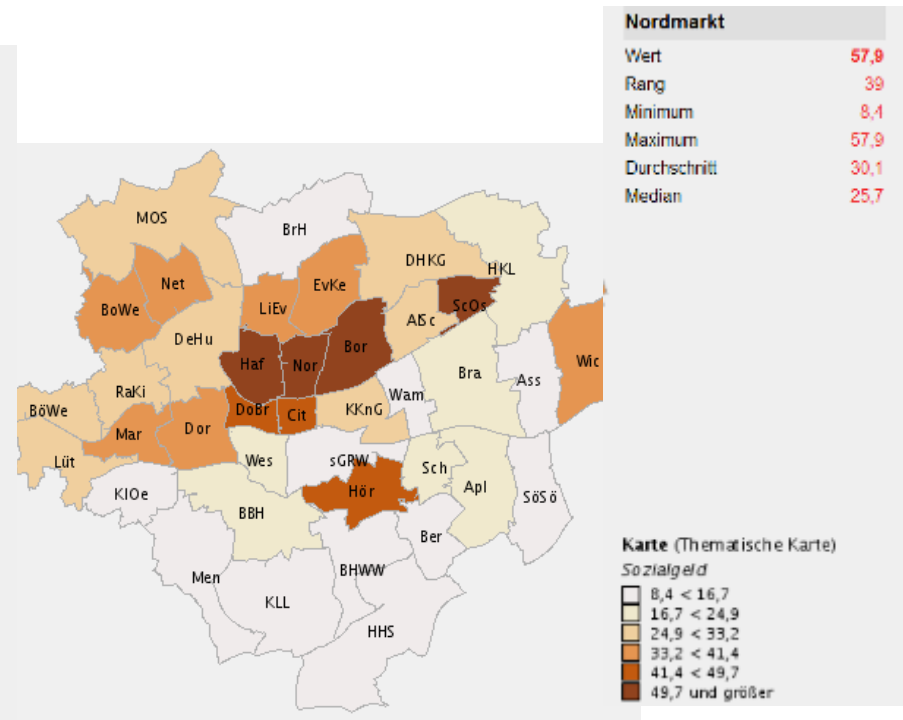 Nordmarkt
Wert 57,9
Rang 39
Minimum 8,4
Maximum 57,9
Durchschnitt 30,1
Median 25,7
MOS
BrH
DHKG
HKL
Net
EvKe
BoWe
LiEv
ScOs
AlSc
DeHu
Bor
Haf
Nor
Wic
Bra
Ass
RaKi
Wam
BöWe
DoBr
Cit
KKnG
Mar
Dor
Lüt
Wes
sGRW
Sch
KlOe
Hör
Apl
SöSö
BBH
Ber
Men
BHWW
KLL
HHS
Karte (Thematische Karte)
Sozialgeld
8,4 < 16,7
16,7 < 24,9
24,9 < 33,2
33,2 < 41,4
41,4 < 49,7
49,7 und größer